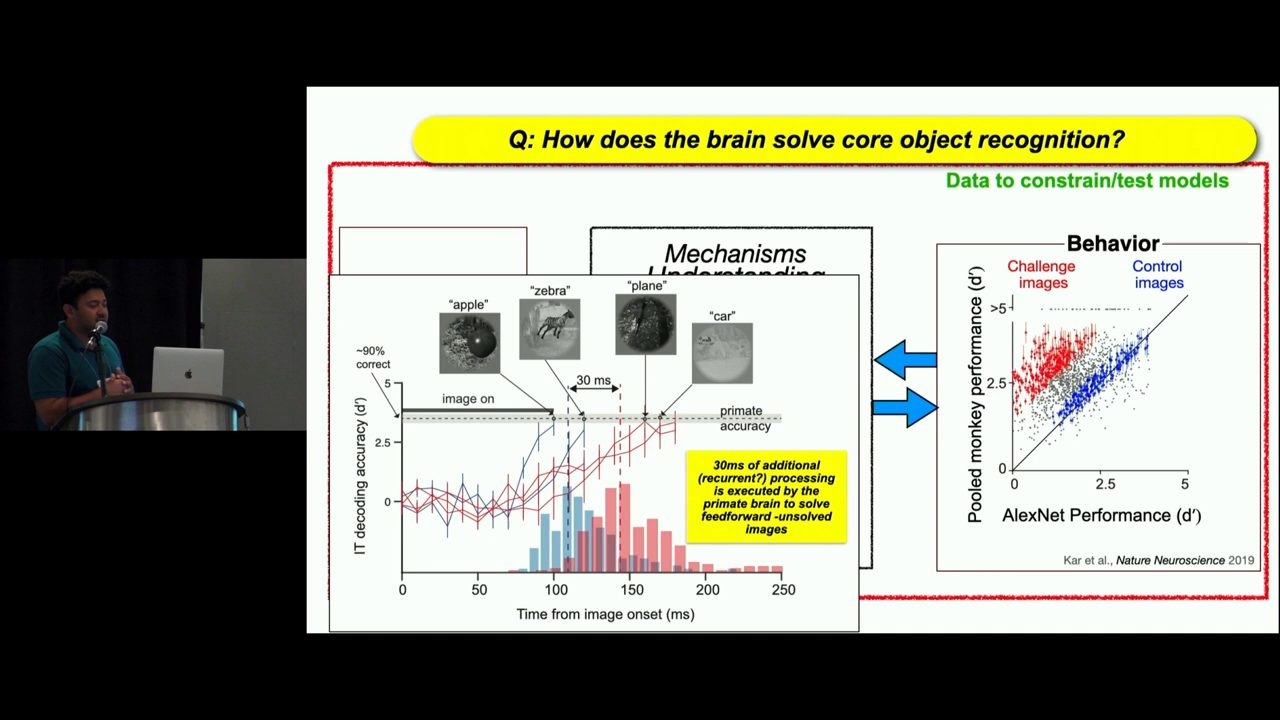 Q: How does the brain solve core object recognition?
Data to constrain/test models
Mechanisms
Understanding
Behavior
Challenge
images
Control
images
>5
2.5
0
Pooled monkey performance (d′)
0
2.5
5
AlexNet Performance (d′)
Kar et al., Nature Neuroscience 2019
"apple"
"zebra"
"plane"
"car"
~90%
correct
30 ms
image on
primate
accuracy
5
2.5
0
IT decoding accuracy (d′)
30ms of additional
(recurrent?) processing
is executed by the
primate brain to solve
feedforward -unsolved
images
0
50
100
150
200
250
Time from image onset (ms)